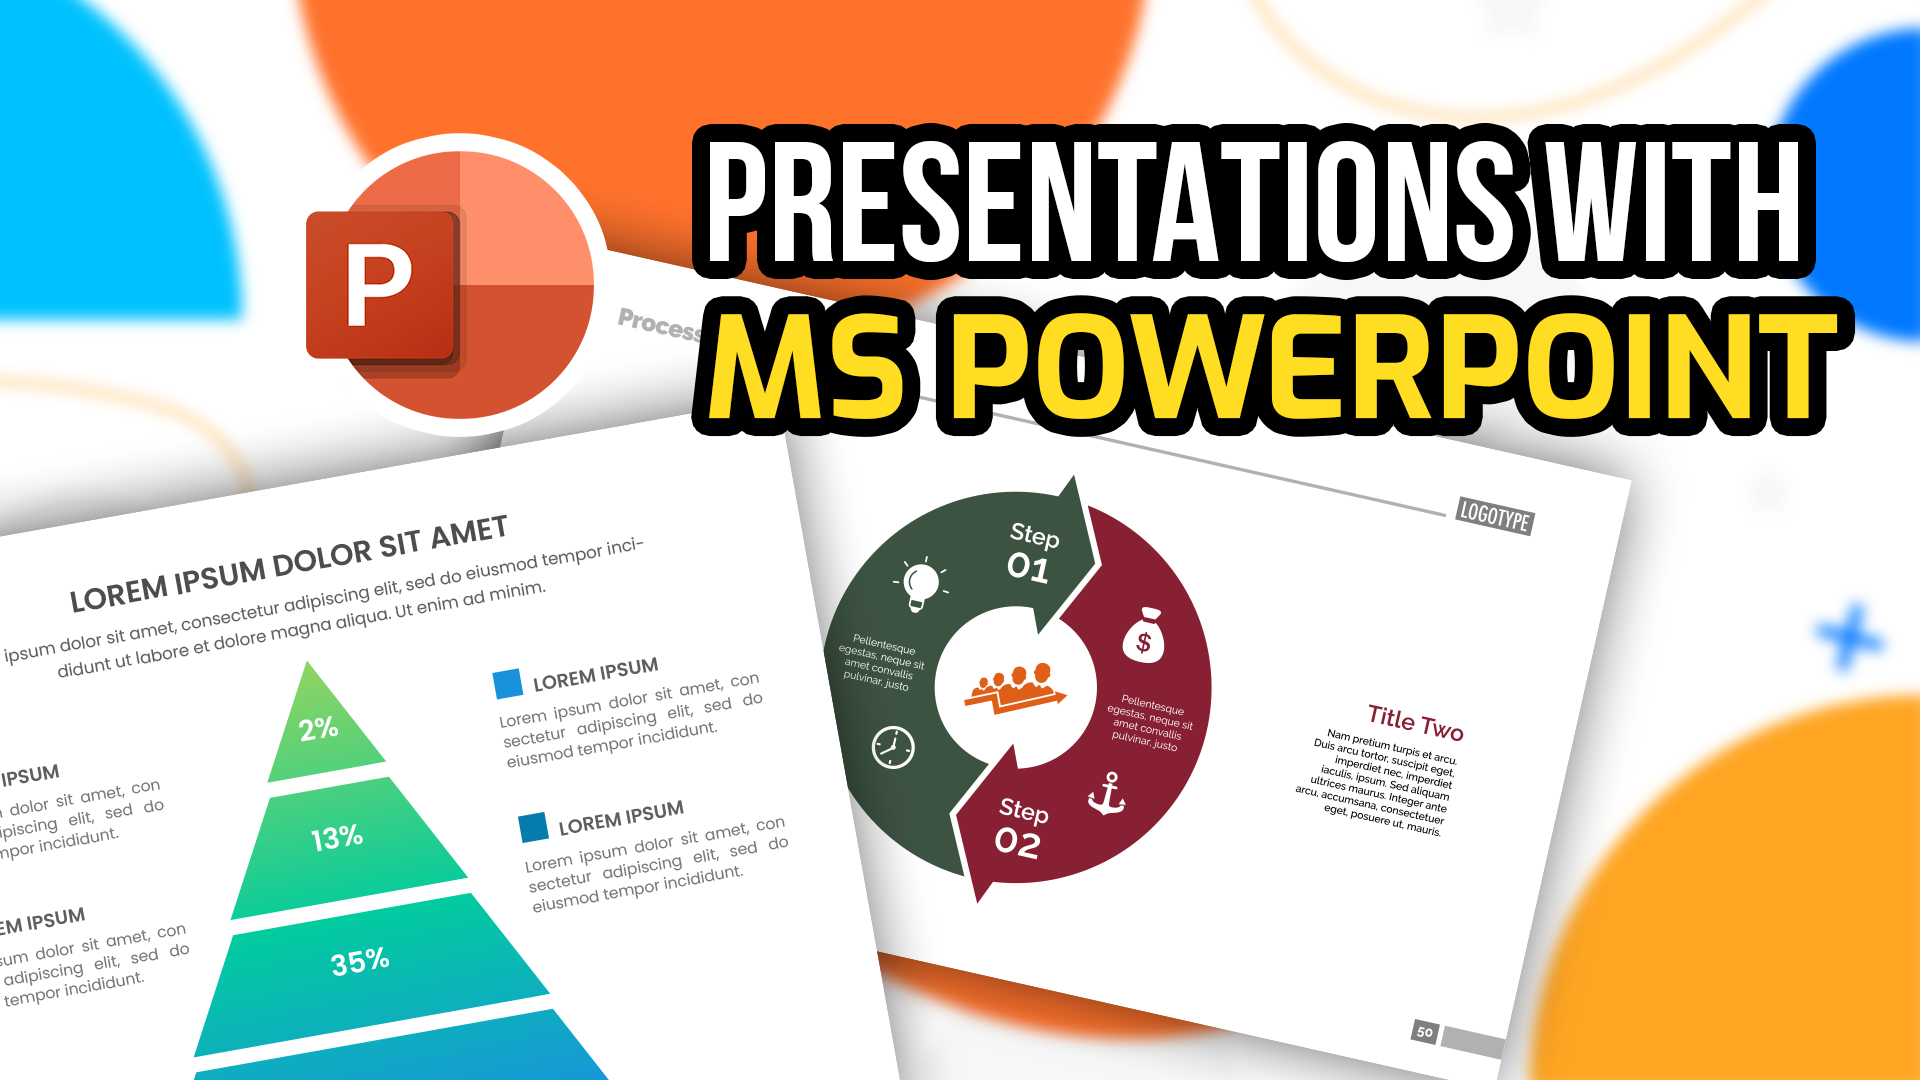 PRESENTATIONS WITH
MS POWERPOINT
P
Process
LOGOTYPE
LOREM IPSUM DOLOR SIT AMET
ipsum dolor sit amet, consectetur adipiscing elit, sed do eiusmod tempor inci-
didunt ut labore et dolore magna aliqua. Ut enim ad minim.
2%
13%
35%
IPSUM
dolor sit amet, con
adipiscing elit, sed do
tempor incididunt.
LOREM IPSUM
Lorem ipsum dolor sit amet, con
sectetur adipiscing elit, sed do
eiusmod tempor incididunt.
LOREM IPSUM
Lorem ipsum dolor sit amet, con
sectetur adipiscing elit, sed do
eiusmod tempor incididunt.
EM IPSUM
sum dolor sit amet, con
adipiscing elit, sed do
tempor incididunt.
Step
01
Pellentesque
egestas, neque sit
amet convallis
pulvinar, justo
$
Pellentesque
egestas, neque sit
amet convallis
pulvinar, justo
Step
02
Title Two
Nam pretium turpis et arcu.
Duis arcu tortor, suscipit eget,
imperdiet nec, imperdiet
iaculis, ipsum. Sed aliquam
ultrices maurus. Integer ante
arcu, accumsana, consectetuer
eget, posuere ut, mauris.
50